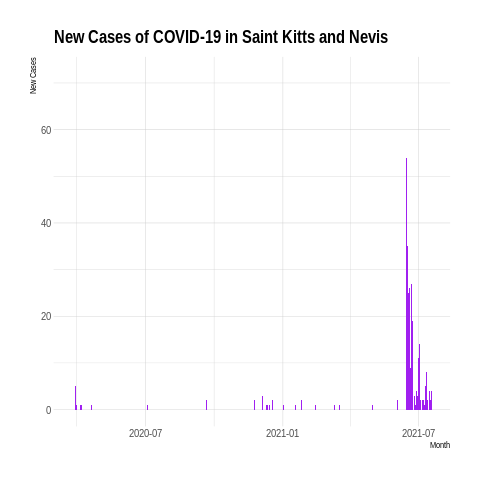 New Cases of COVID-19 in Saint Kitts and Nevis
New Cases
60
40
20
0
2020-07
2021-01
2021-07
Month